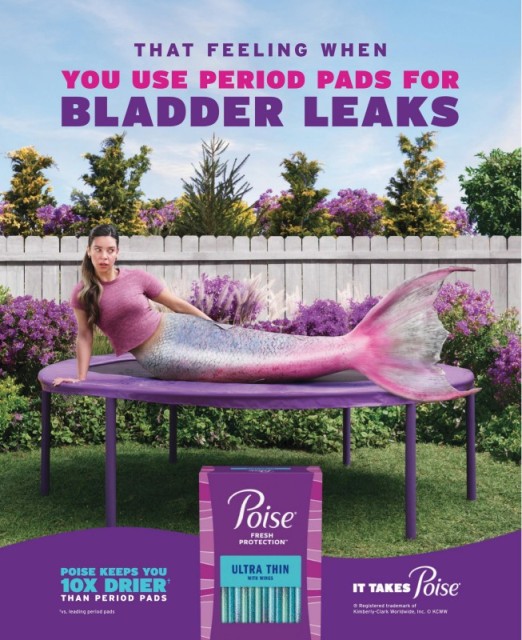 THAT FEELING WHEN
YOU USE PERIOD PADS FOR
BLADDER LEAKS
Poise®
FRESH
PROTECTION™
ULTRA THIN
WITH WINGS
POISE KEEPS YOU
10X DRIER†
THAN PERIOD PADS
†vs. leading period pads
IT TAKES Poise®
® Registered trademark of
Kimberly-Clark Worldwide, Inc. © KCWW